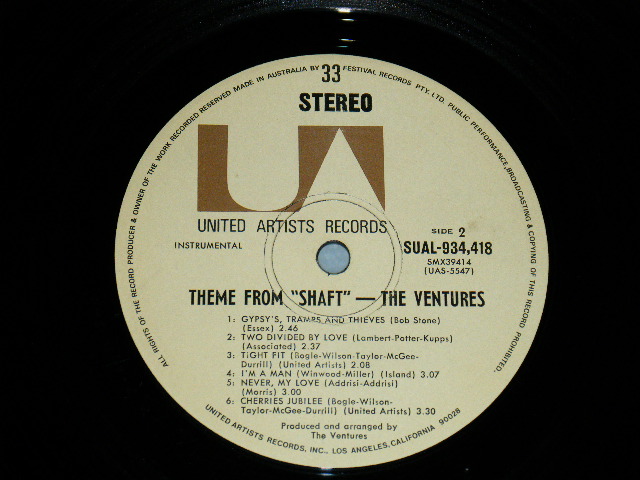 ALL RIGHTS OF THE RECORD PRODUCER & OWNER OF THE WORK RECORDED RESERVED MADE IN AUSTRALIA BY FESTIVAL RECORDS PTY. LTD. PUBLIC PERFORMANCE, BROADCASTING & COPYING OF THIS RECORD PROHIBITED.
33
STEREO
UA
UNITED ARTISTS RECORDS
SIDE 2
INSTRUMENTAL
SUAL-934,418
SMX39414
(UAS-5547)
THEME FROM "SHAFT" — THE VENTURES
1: GYPSY'S, TRAMPS AND THIEVES (Bob Stone)
(Essex) 2.46
2: TWO DIVIDED BY LOVE (Lambert-Potter-Kupps)
(Associated) 2.37
3: TiGHT FIT (Bogle-Wilson-Taylor-McGee-
Durrill) (United Artists) 2.08
4: I'M A MAN (Winwood-Miller) (Island) 3.07
5: NEVER, MY LOVE (Addrisi-Addrisi)
(Morris) 3.00
6: CHERRIES JUBILEE (Bogle-Wilson-
Taylor-McGee-Durrill) (United Artists) 3.30
Produced and arranged by
The Ventures
UNITED ARTISTS RECORDS, INC., LOS ANGELES, CALIFORNIA 90028